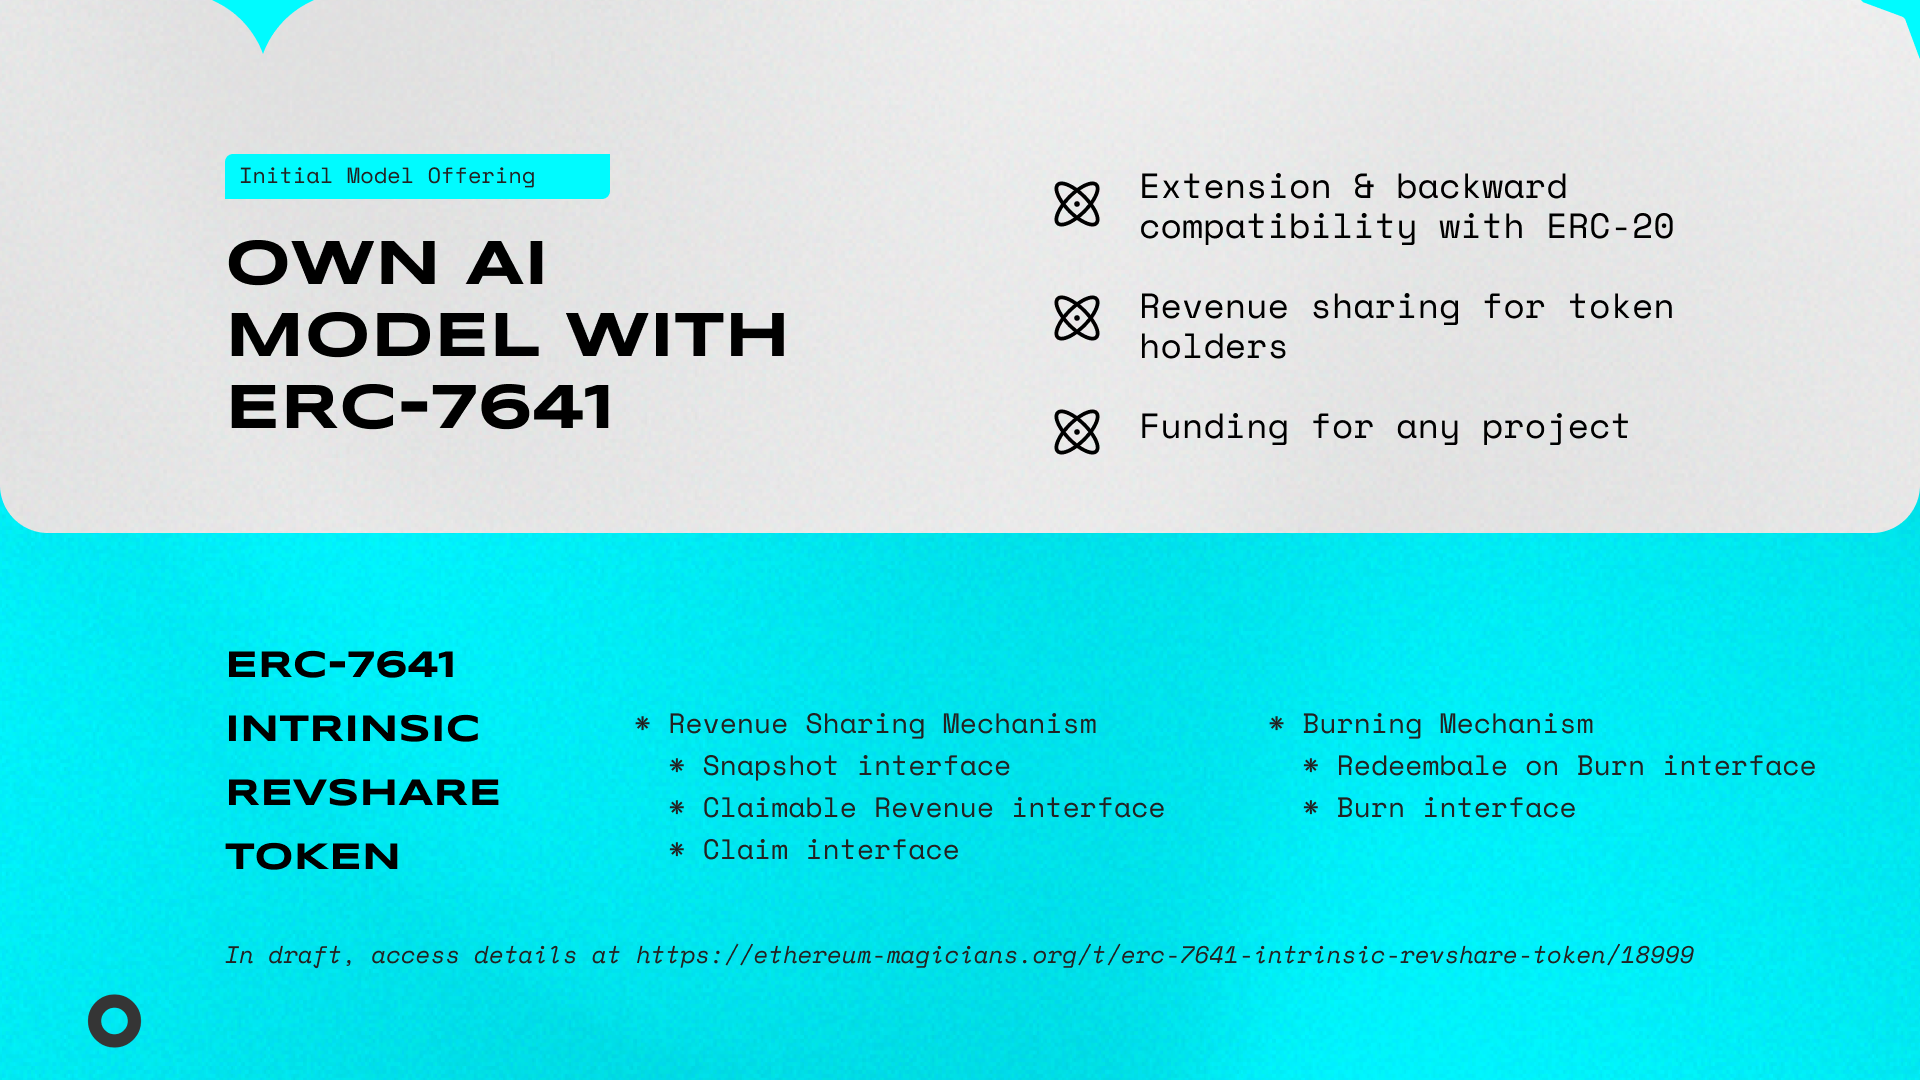 Initial Model Offering
OWN AI
MODEL WITH
ERC-7641
Extension & backward
compatibility with ERC-20
Revenue sharing for token
holders
Funding for any project
ERC-7641
INTRINSIC
REVSHARE
TOKEN
⁕ Revenue Sharing Mechanism
⁕ Snapshot interface
⁕ Claimable Revenue interface
⁕ Claim interface
⁕ Burning Mechanism
⁕ Redeembale on Burn interface
⁕ Burn interface
In draft, access details at https://ethereum-magicians.org/t/erc-7641-intrinsic-revshare-token/18999